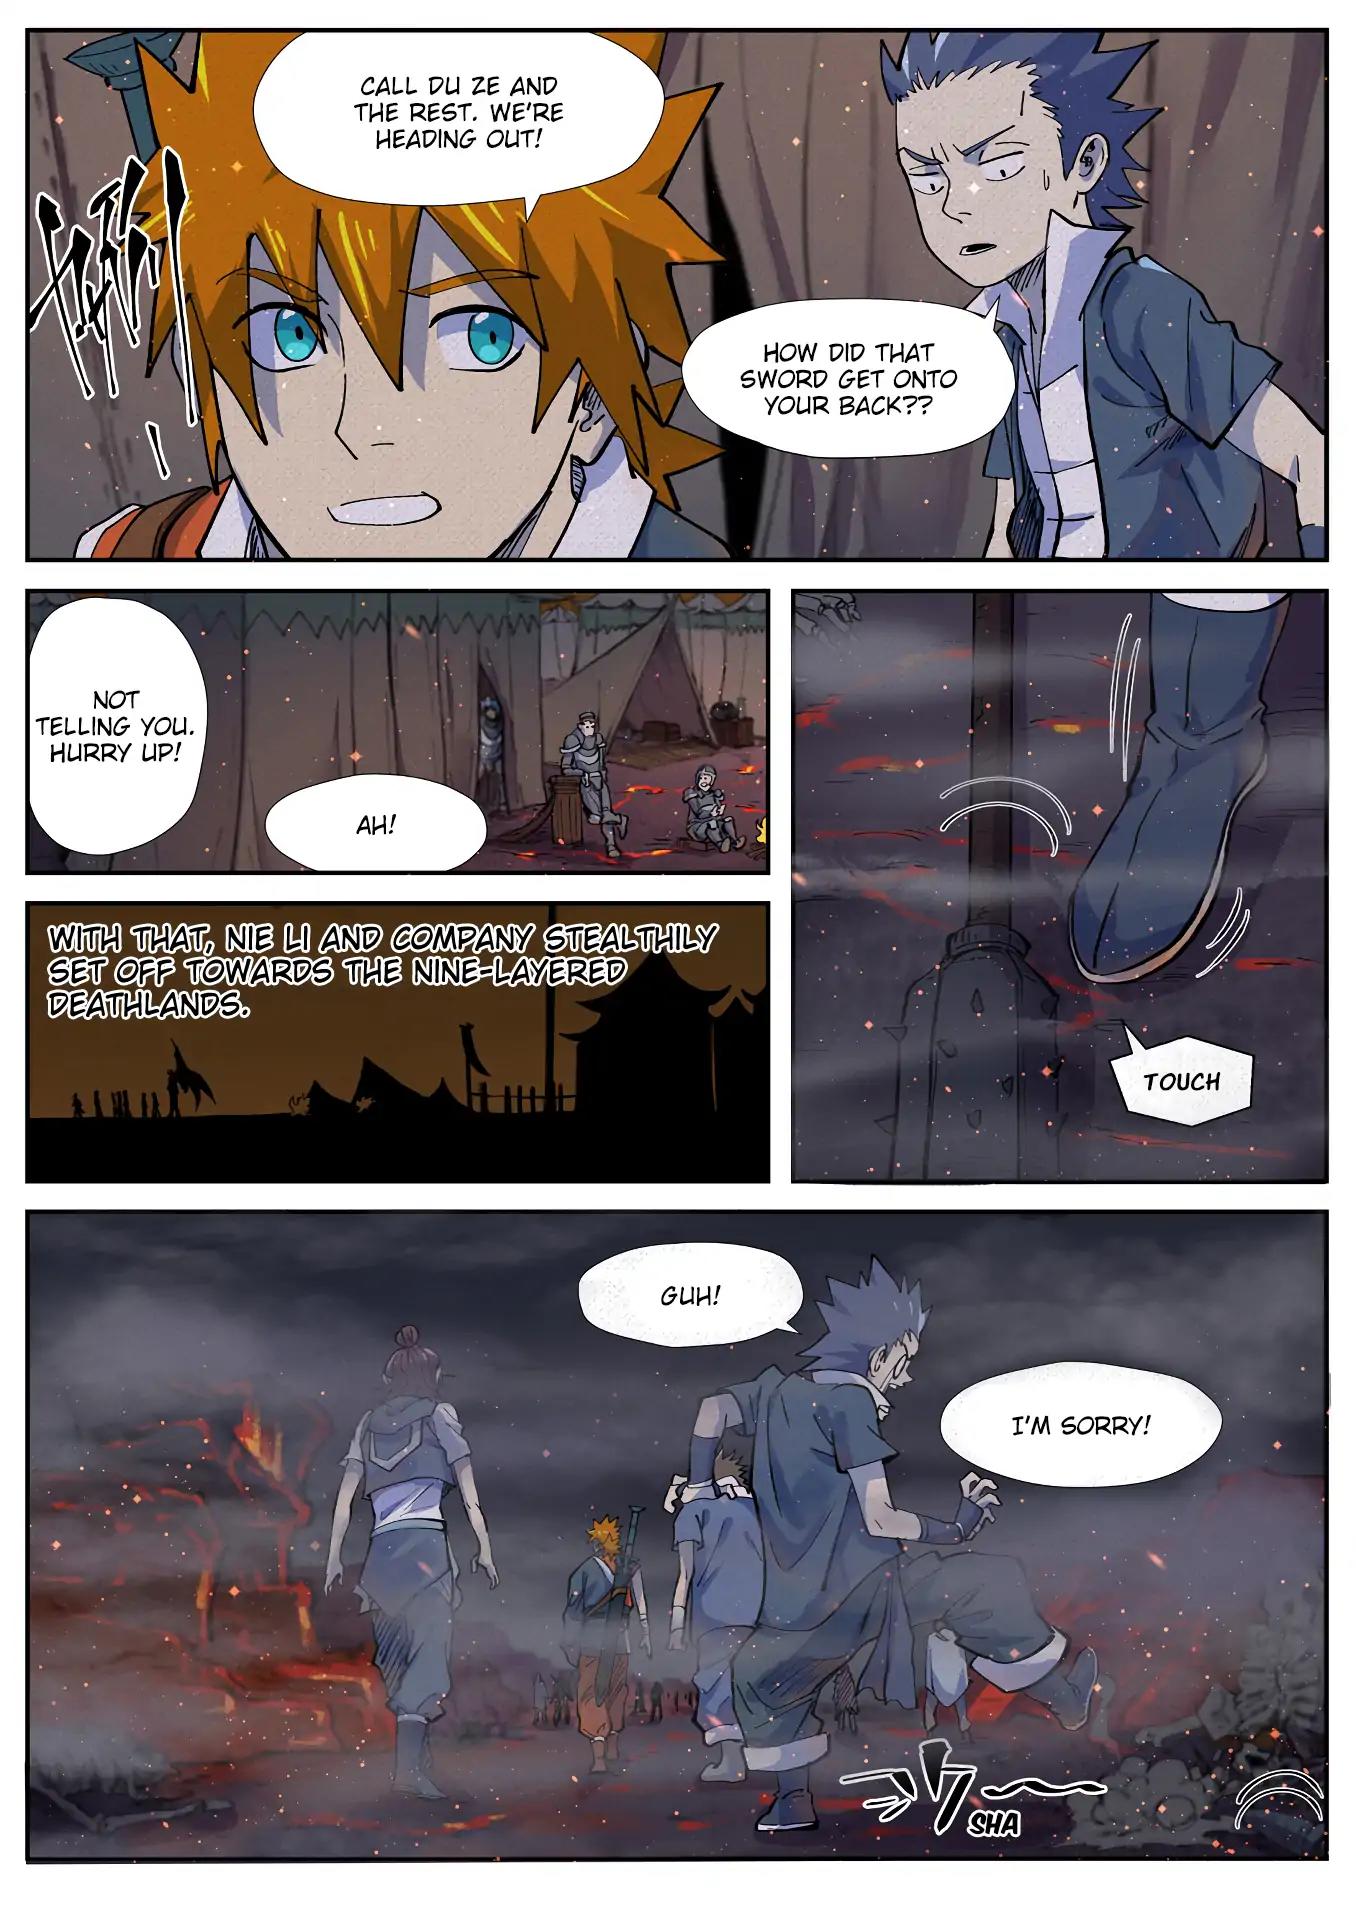 CALL DU ZE AND
THE REST. WE'RE
HEADING OUT!
HOW DID THAT
SWORD GET ONTO
YOUR BACK??
NOT
TELLING YOU.
HURRY UP!
AH!
WITH THAT, NIE LI AND COMPANY STEALTHILY
SET OFF TOWARDS THE NINE-LAYERED
DEATHLANDS.
TOUCH
GUH!
I'M SORRY!
SHA